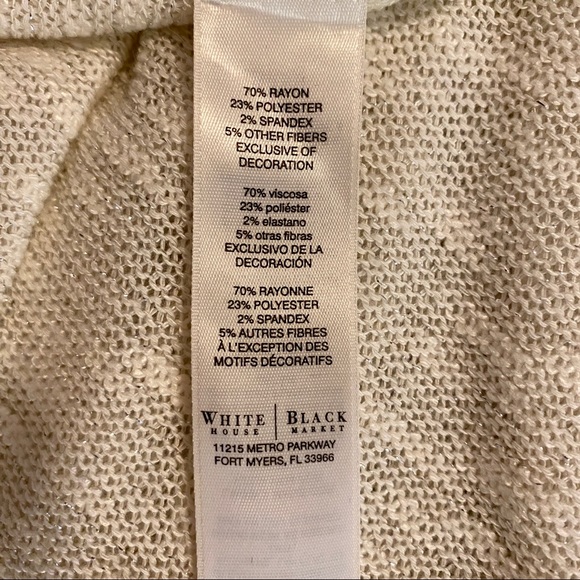 70% RAYON
23% POLYESTER
2% SPANDEX
5% OTHER FIBERS
EXCLUSIVE OF
DECORATION
70% viscosa
23% poliéster
2% elastano
5% otras fibras
EXCLUSIVO DE LA
DECORACIÓN
70% RAYONNE
23% POLYESTER
2% SPANDEX
5% AUTRES FIBRES
À L'EXCEPTION DES
MOTIFS DÉCORATIFS
WHITE | BLACK
HOUSE | MARKET
11215 METRO PARKWAY
FORT MYERS, FL 33966